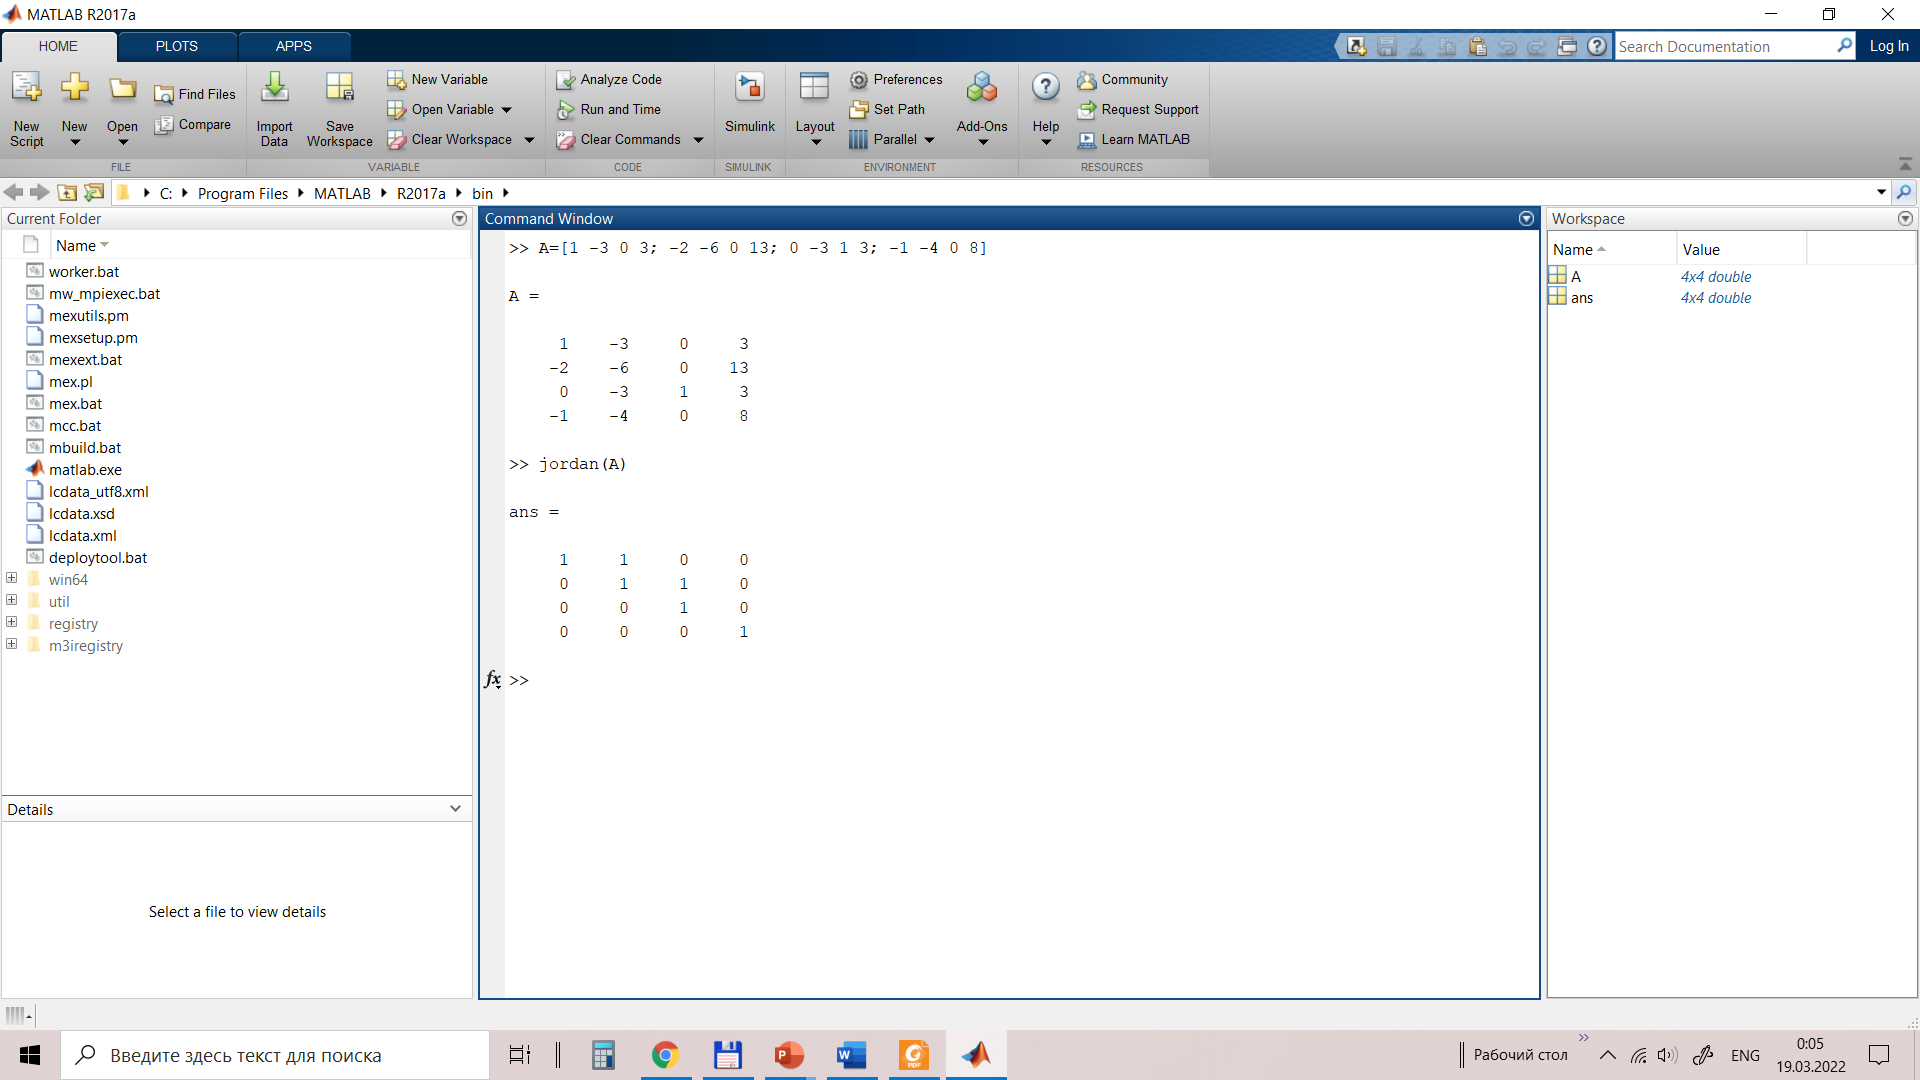 MATLAB R2017a
HOME PLOTS APPS
Search Documentation Log In
New Script
New
Open
Find Files
Compare
FILE
Import Data
Save Workspace
New Variable
Open Variable
Clear Workspace
VARIABLE
Analyze Code
Run and Time
Clear Commands
CODE
Simulink
SIMULINK
Layout
Preferences
Set Path
Parallel
Add-Ons
ENVIRONMENT
Help
Community
Request Support
Learn MATLAB
RESOURCES
C: Program Files MATLAB R2017a bin
Current Folder
Name
worker.bat
mw_mpiexec.bat
mexutils.pm
mexsetup.pm
mexext.bat
mex.pl
mex.bat
mcc.bat
mbuild.bat
matlab.exe
lcdata_utf8.xml
lcdata.xsd
lcdata.xml
deploytool.bat
win64
util
registry
m3iregistry
Details
Select a file to view details
Command Window
>> A=[1 -3 0 3; -2 -6 0 13; 0 -3 1 3; -1 -4 0 8]
A =
1 -3 0 3
-2 -6 0 13
0 -3 1 3
-1 -4 0 8
>> jordan(A)
ans =
1 1 0 0
0 1 1 0
0 0 1 0
0 0 0 1
fx >>
Workspace
Name Value
A 4x4 double
ans 4x4 double
Введите здесь текст для поиска
Рабочий стол
ENG
0:05
19.03.2022